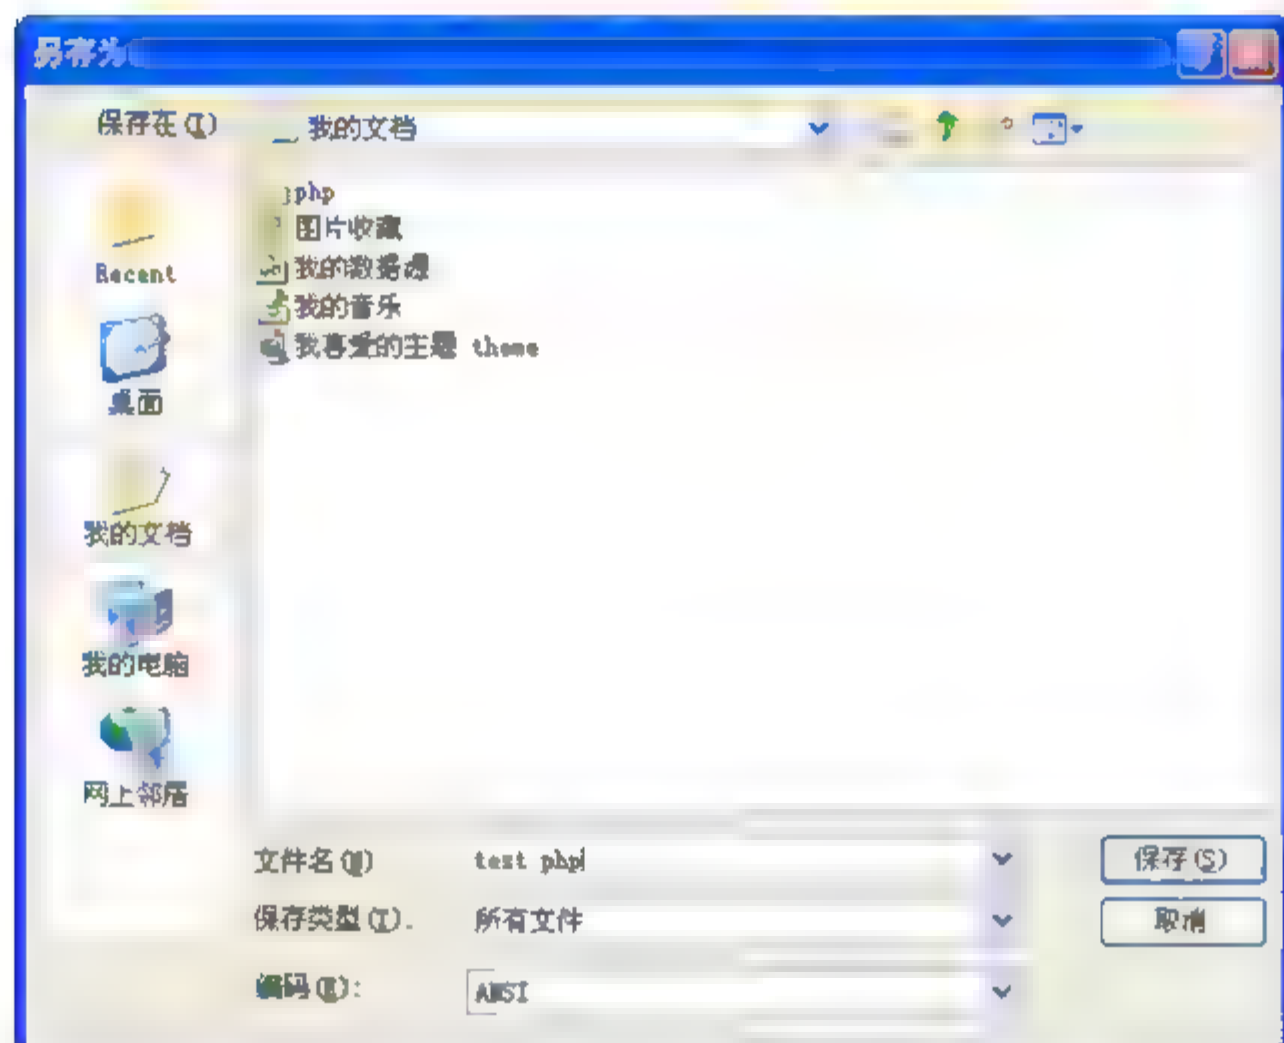 另存为
保存在(I) 我的文档
php
图片收藏
我的数据源
我的音乐
我喜爱的主题 theme
Recent
桌面
我的文档
我的电脑
网上邻居
文件名(N) test php
保存(S)
保存类型(T). 所有文件
取消
编码(E): ANSI